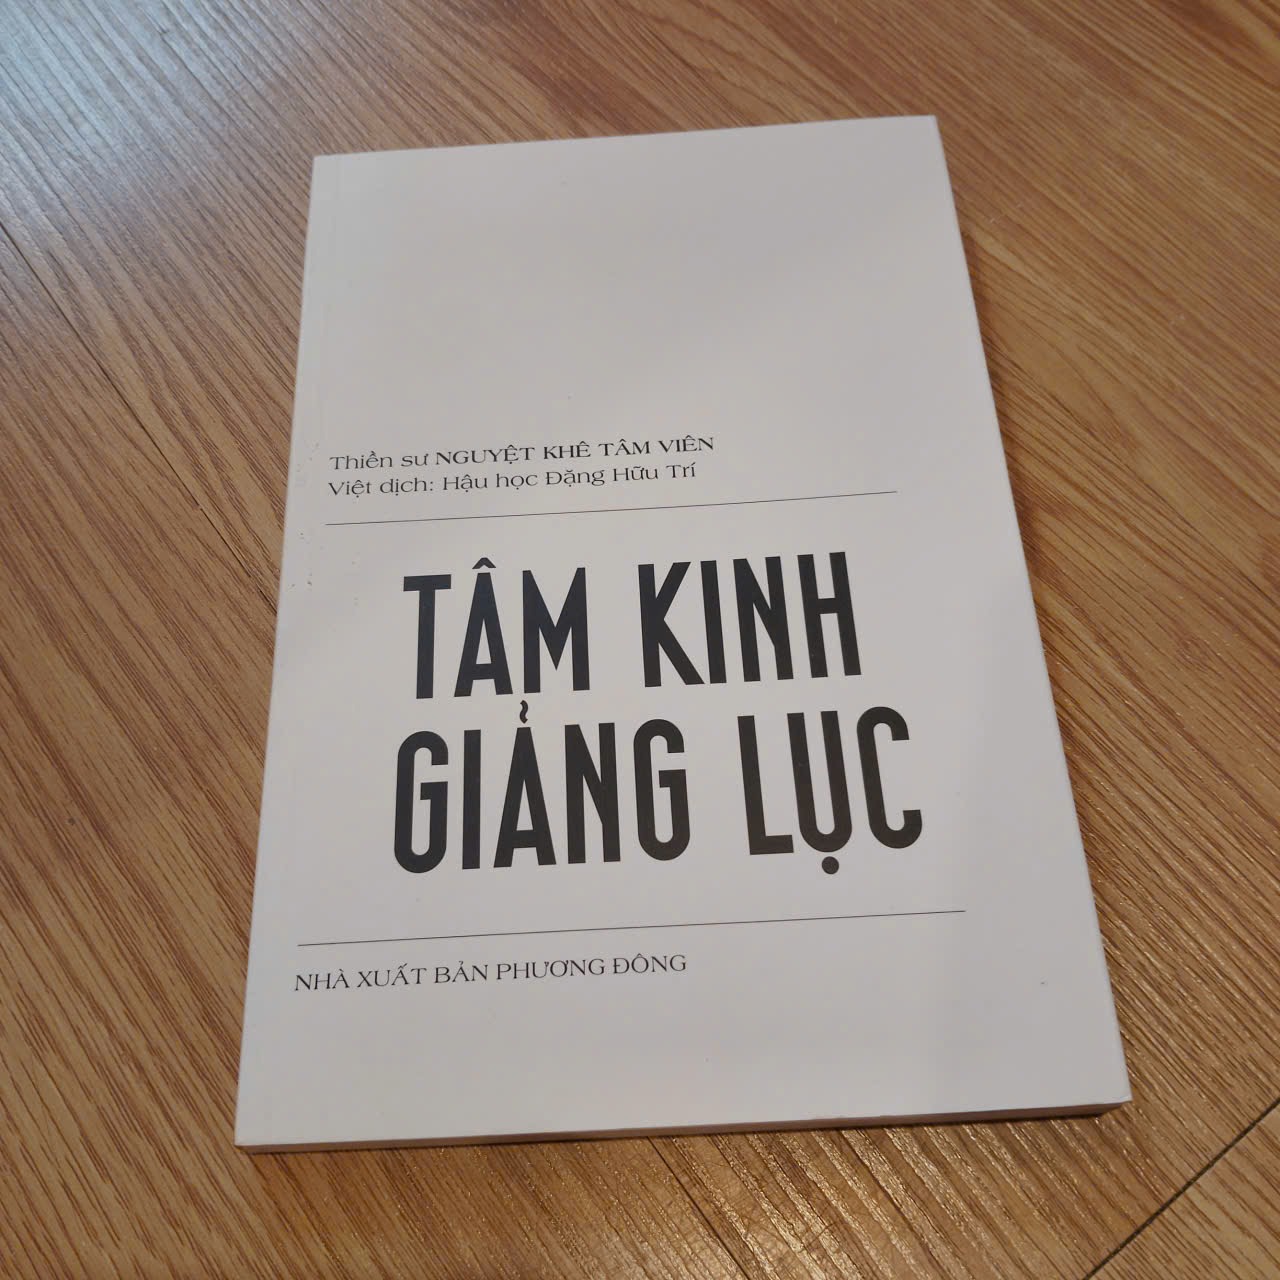 Thiền sư NGUYỆT KHÊ TÂM VIÊN
Việt dịch: Hậu học Đặng Hữu Trí
TÂM KINH
GIẢNG LỤC
NHÀ XUẤT BẢN PHƯƠNG ĐÔNG